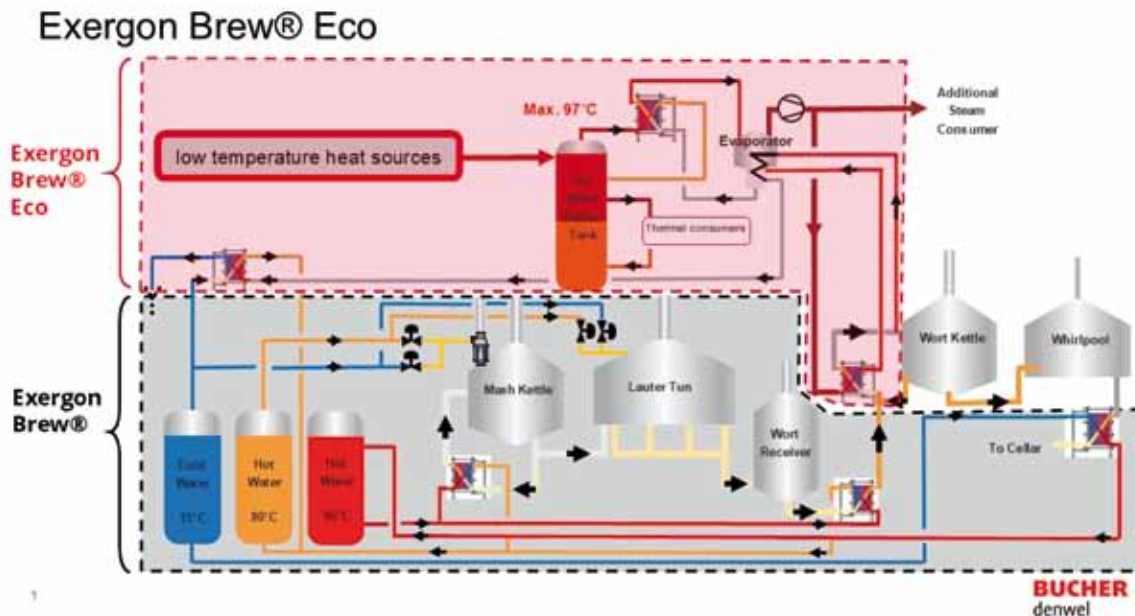 Exergon Brew® Eco
Exergon
Brew®
Eco
low temperature heat sources
Max. 97°C
Evaporator
Additional
Steam
Consumer
Tank
Thermal consumers
Exergon
Brew®
Mash Kettle
Lauter Tun
Wort
Receiver
Wort Kettle
Whirlpool
To Cellar
Cold
Water
Hot
Water
80°C
Hot
Water
1
BUCHER
denwel